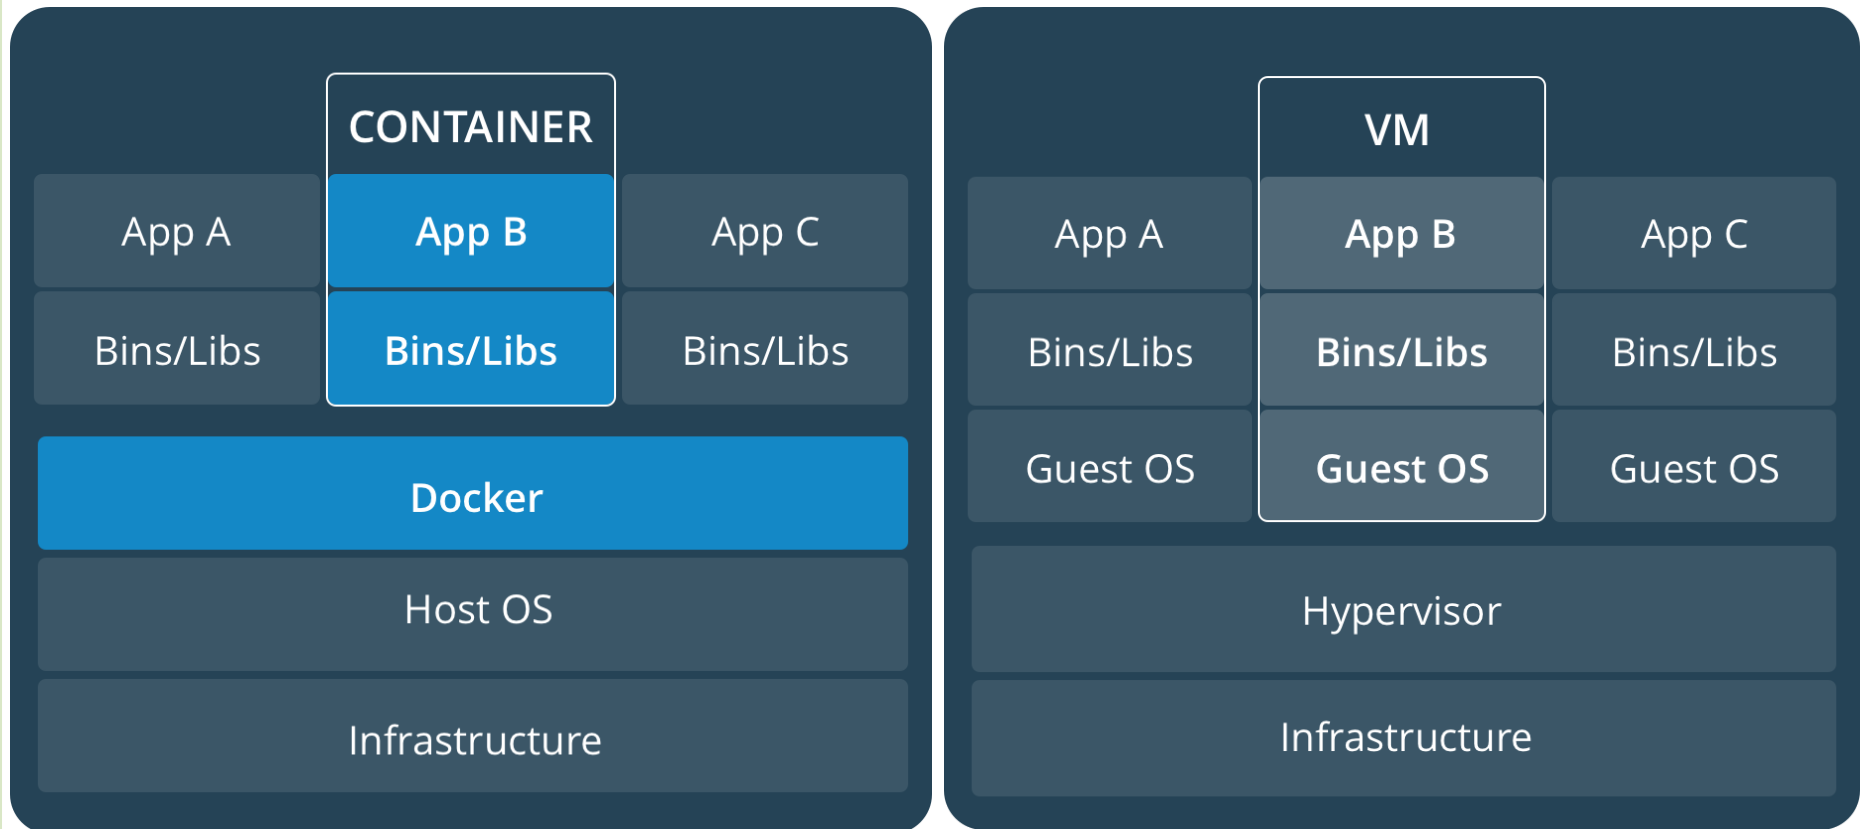 CONTAINER
App A
App B
App C
Bins/Libs
Bins/Libs
Bins/Libs
Docker
Host OS
Infrastructure
VM
App A
App B
App C
Bins/Libs
Bins/Libs
Bins/Libs
Guest OS
Guest OS
Guest OS
Hypervisor
Infrastructure